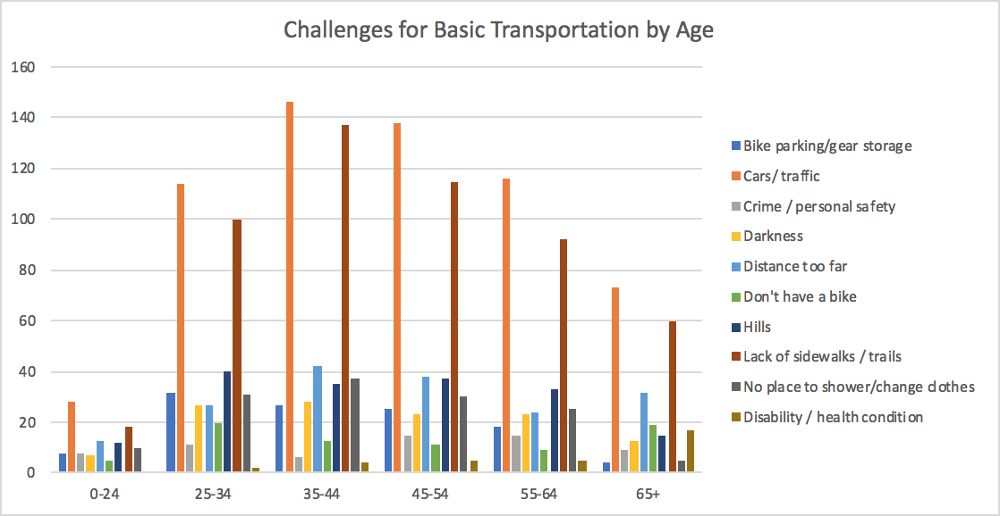 Challenges for Basic Transportation by Age
160
140
120
100
80
60
40
20
0
0-24
25-34
35-44
45-54
55-64
65+
Bike parking/gear storage
Cars/ traffic
Crime / personal safety
Darkness
Distance too far
Don't have a bike
Hills
Lack of sidewalks / trails
No place to shower/change clothes
Disability / health condition